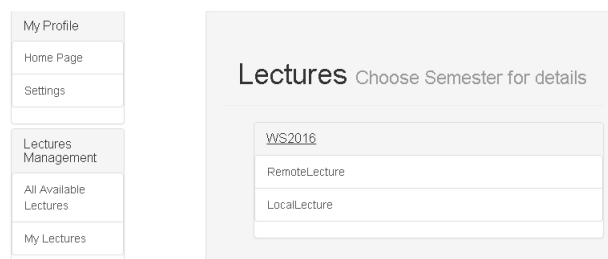 My Profile
Home Page
Settings
Lectures
Management
All Available
Lectures
My Lectures
Lectures Choose Semester for details
WS2016
RemoteLecture
LocalLecture